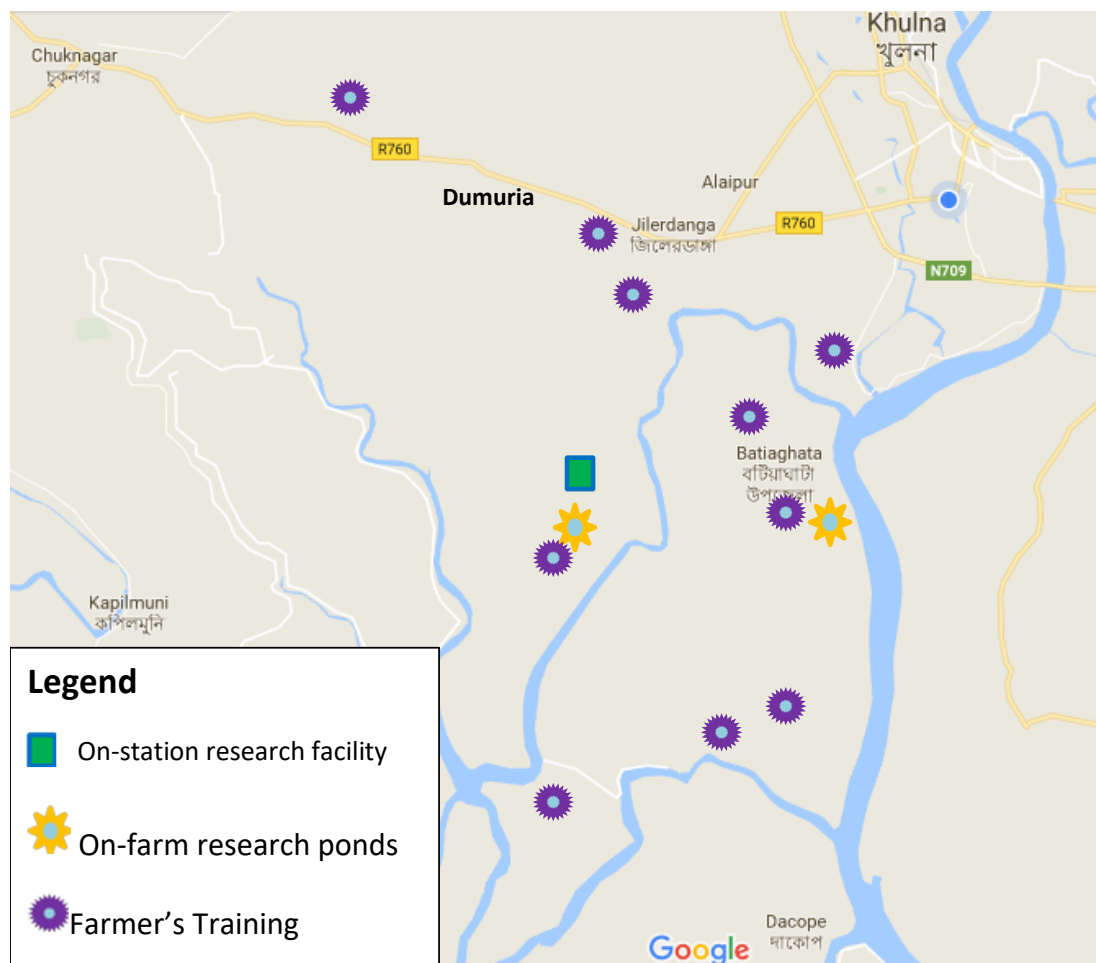 Khulna
খুলনা
Chuknagar
চুকনগর
R760
Dumuria
Alaipur
Jilerdanga
জিলেরডাঙ্গা
R760
N709
Batiaghata
বটিয়াঘাটা
উপজেলা
Kapilmuni
কপিলমুনি
Legend
On-station research facility
On-farm research ponds
Farmer’s Training
Dacope
দাকোপ
Google